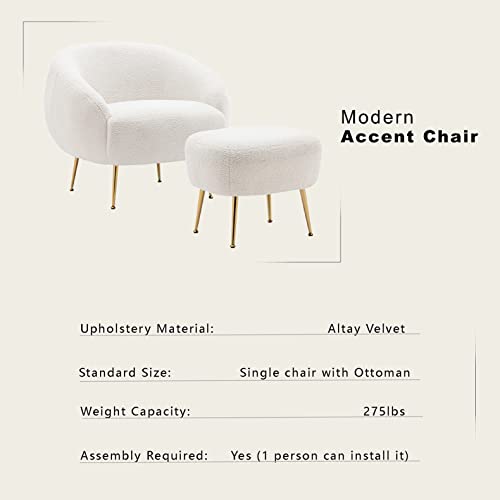 Modern
Accent Chair
Upholstery Material: Altay Velvet
Standard Size: Single chair with Ottoman
Weight Capacity: 275lbs
Assembly Required: Yes (1 person can install it)